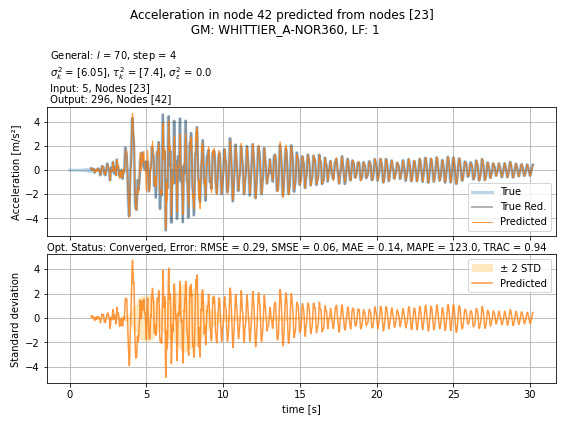 Acceleration in node 42 predicted from nodes [23]
GM: WHITTIER_A-NOR360, LF: 1
General: l = 70, step = 4
σ²ₖ = [6.05], τ²ₖ = [7.4], σ²ε = 0.0
Input: 5, Nodes [23]
Output: 296, Nodes [42]
Acceleration [m/s²]
4
2
0
−2
−4
True
True Red.
Predicted
Opt. Status: Converged, Error: RMSE = 0.29, SMSE = 0.06, MAE = 0.14, MAPE = 123.0, TRAC = 0.94
Standard deviation
4
2
0
−2
−4
± 2 STD
Predicted
0 5 10 15 20 25 30
time [s]